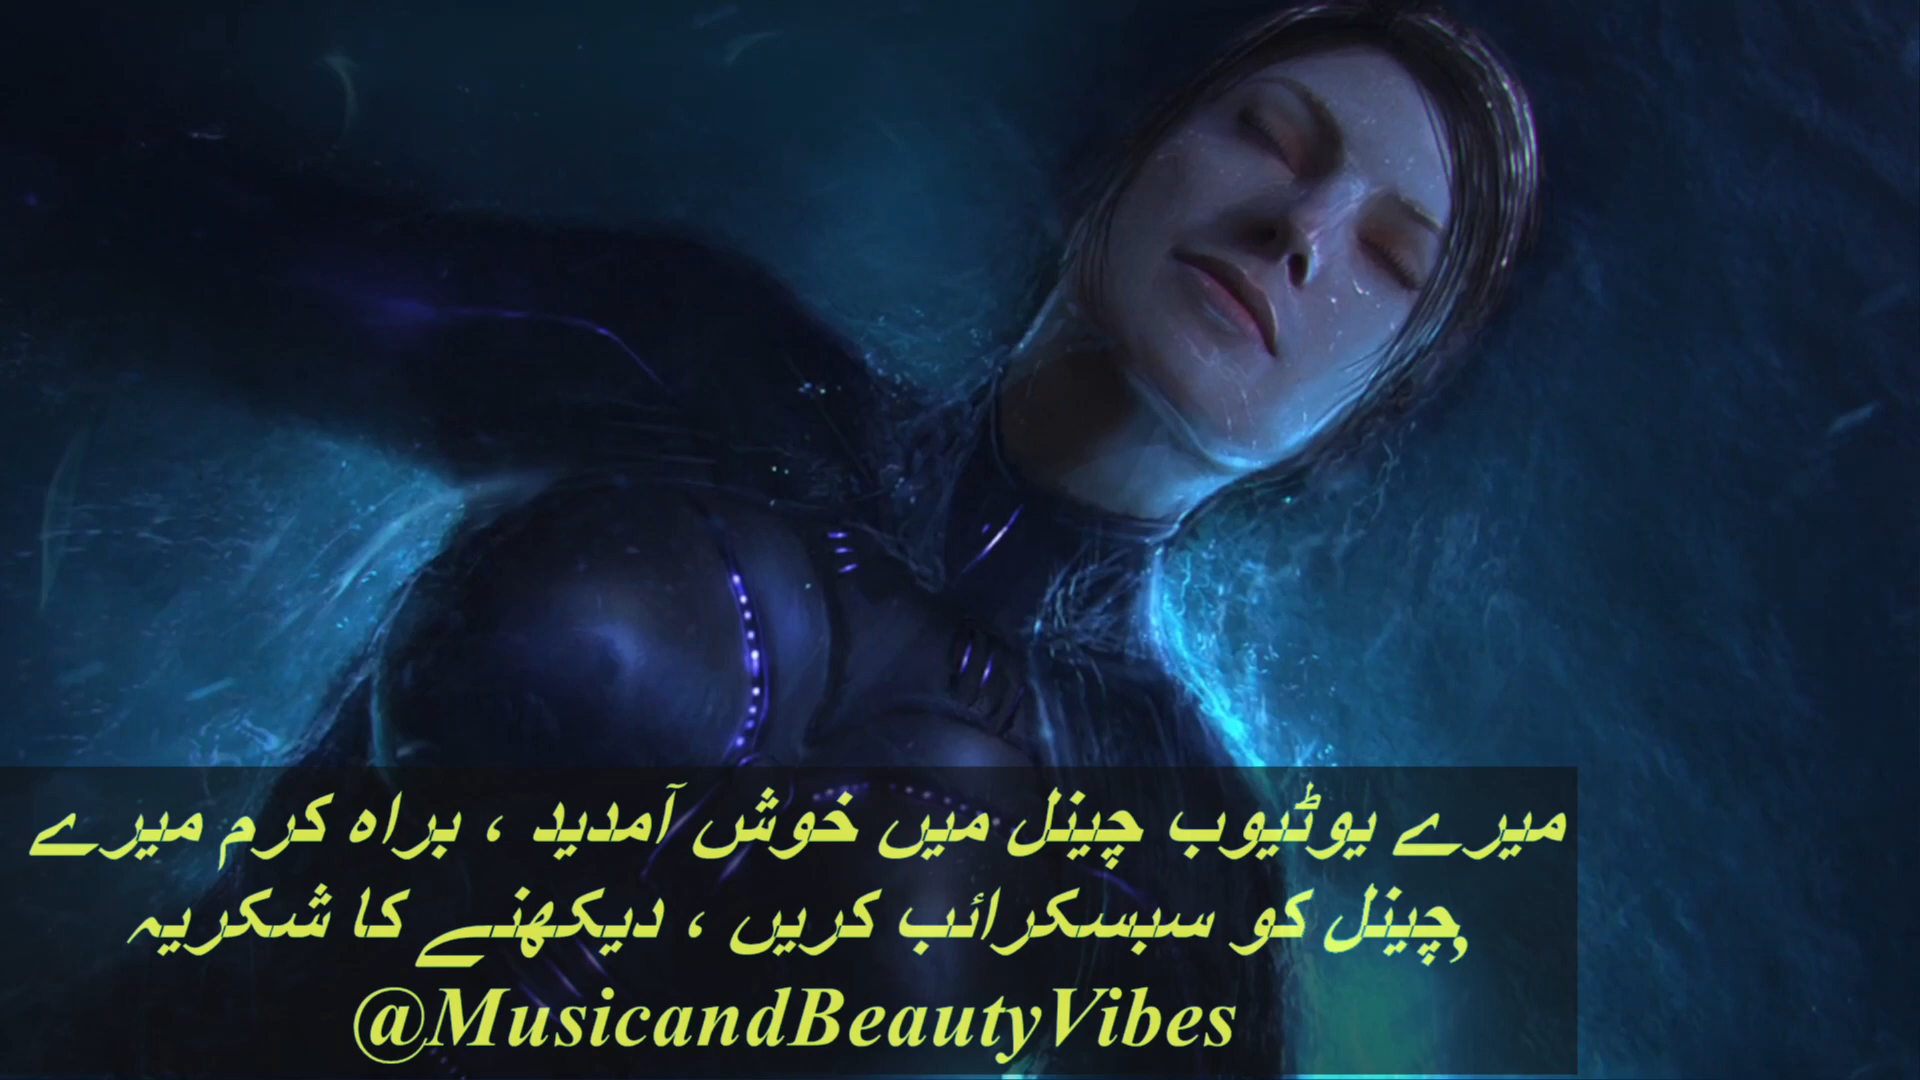 میرے یوٹیوب چینل میں خوش آمدید ، براہ کرم میرے
چینل کو سبسکرائب کریں ، دیکھنے کا شکریہ,
@MusicandBeautyVibes